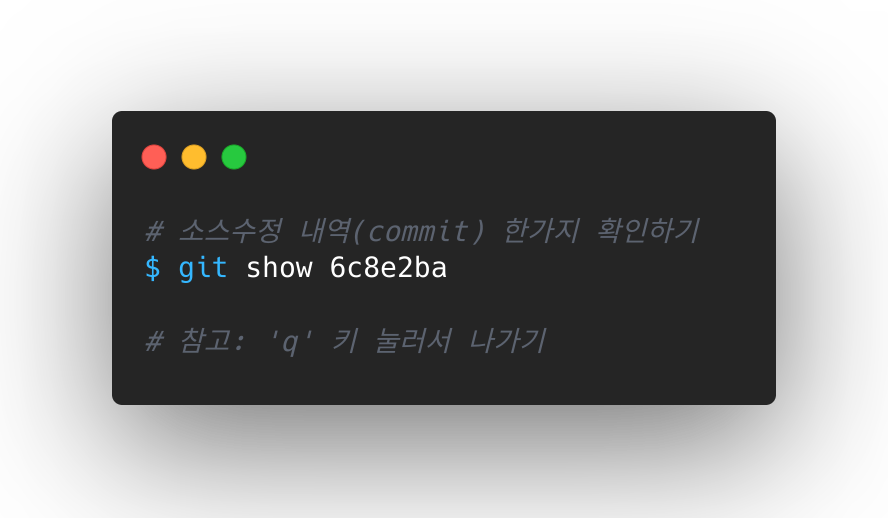 # 소스수정 내역(commit) 한가지 확인하기
$ git show 6c8e2ba
# 참고: 'q' 키 눌러서 나가기